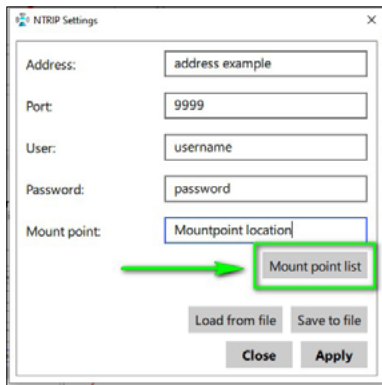 NTRIP Settings
Address: address example
Port: 9999
User: username
Password: password
Mount point: Mountpoint location
Mount point list
Load from file Save to file
Close Apply